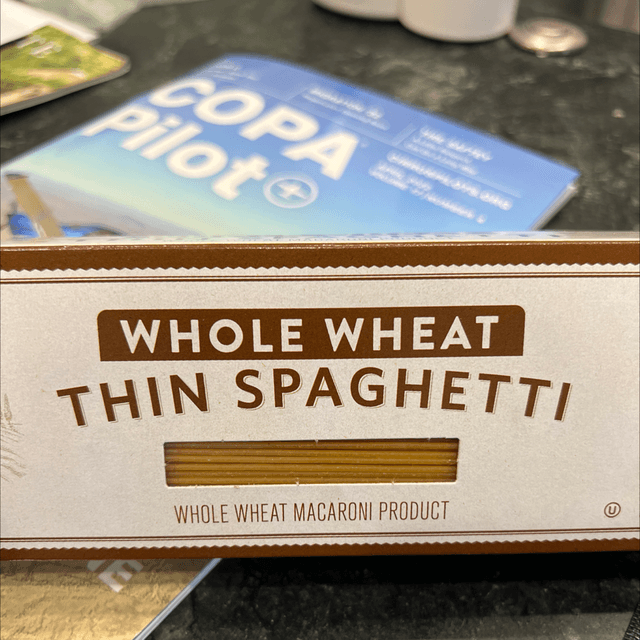 COPA
Pilot
WHOLE WHEAT
THIN SPAGHETTI
WHOLE WHEAT MACARONI PRODUCT
U